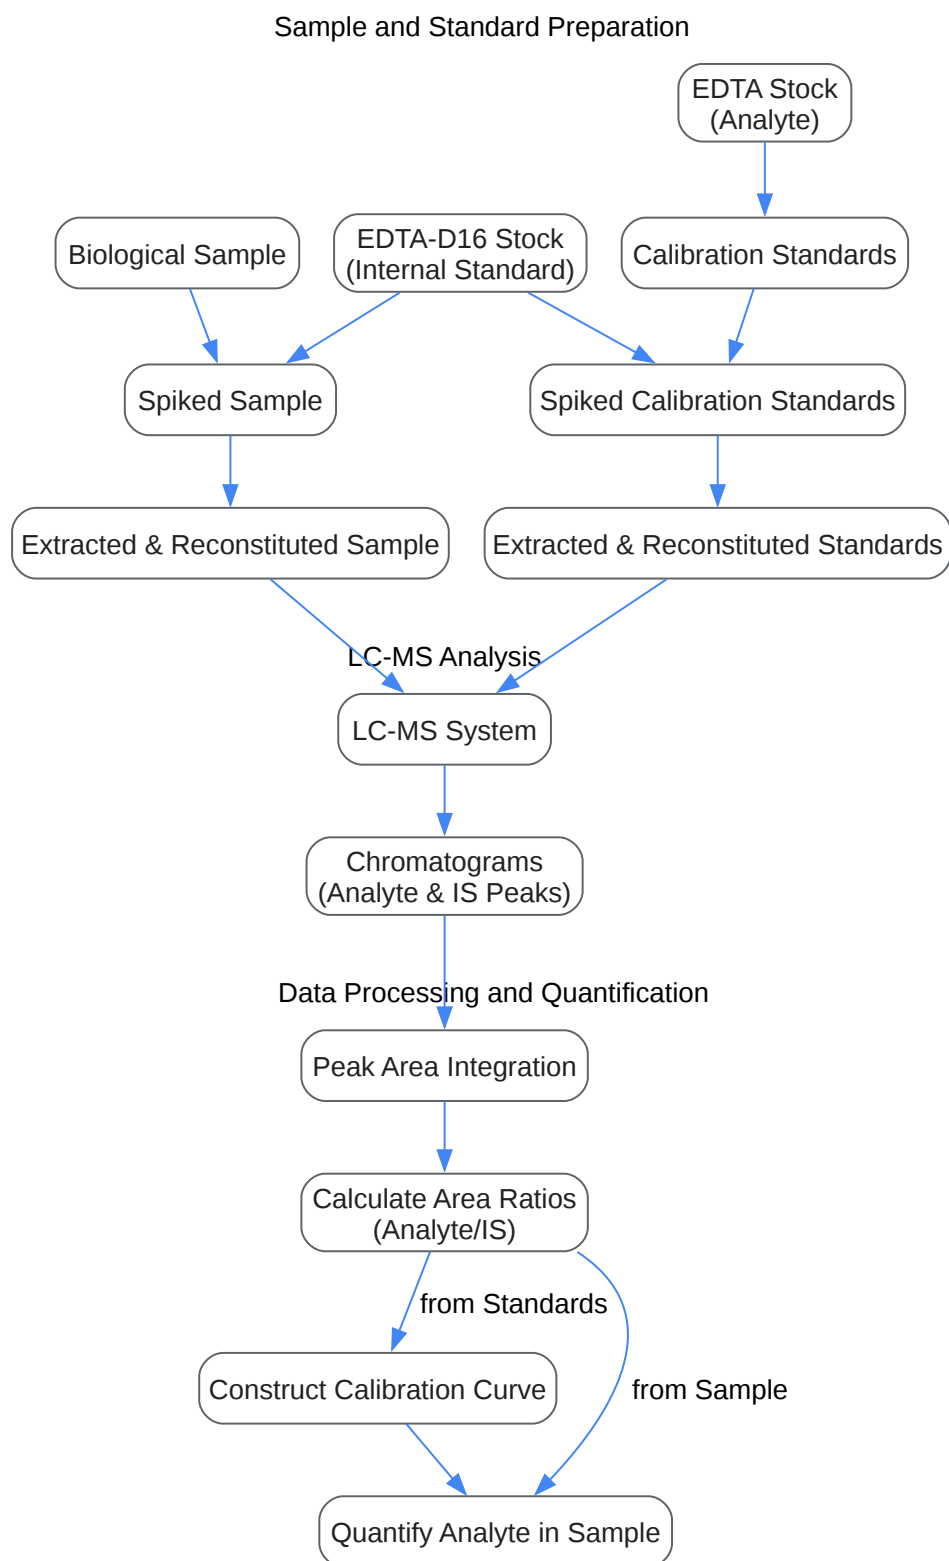 Sample and Standard Preparation
EDTA Stock
(Analyte)
Biological Sample
EDTA-D16 Stock
(Internal Standard)
Calibration Standards
Spiked Sample
Spiked Calibration Standards
Extracted & Reconstituted Sample
Extracted & Reconstituted Standards
LC-MS Analysis
LC-MS System
Chromatograms
(Analyte & IS Peaks)
Data Processing and Quantification
Peak Area Integration
Calculate Area Ratios
(Analyte/IS)
from Standards
Construct Calibration Curve
from Sample
Quantify Analyte in Sample